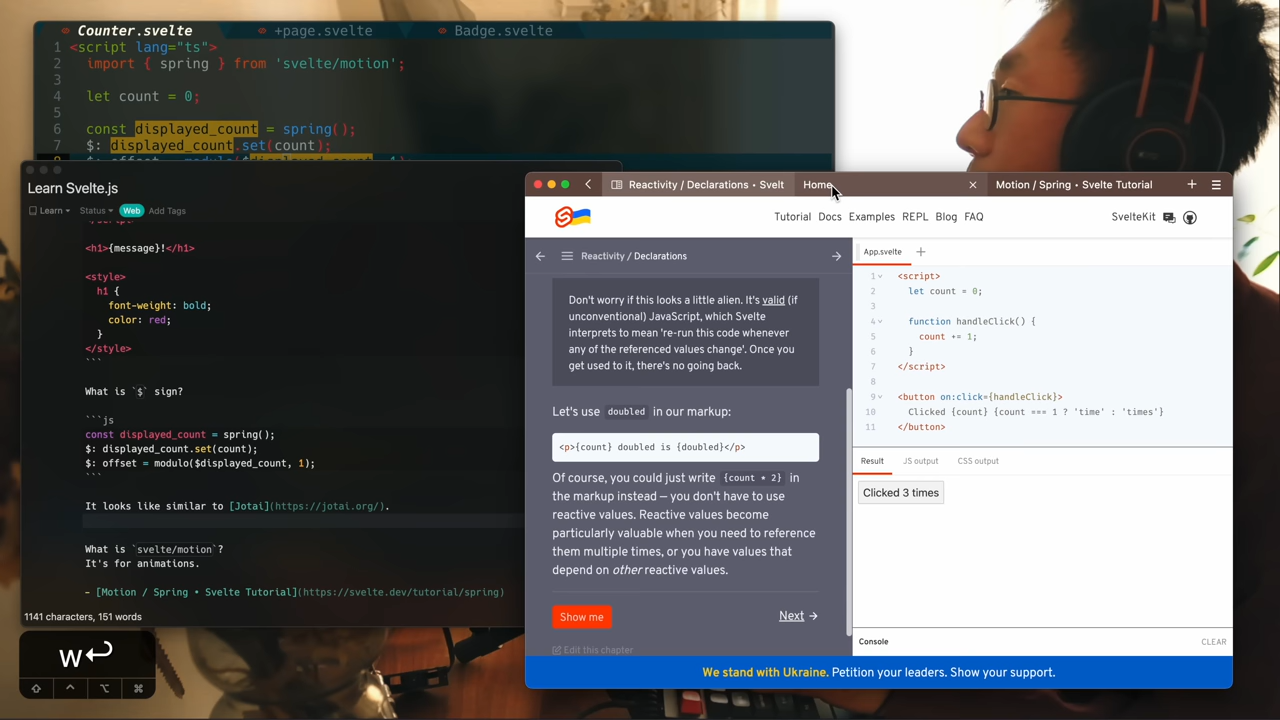 Counter.svelte
+page.svelte
Badge.svelte
1 <script lang="ts">
2 import { spring } from 'svelte/motion';
3
4 let count = 0;
5
6 const displayed_count = spring();
7 $: displayed_count.set(count);
Learn Svelte.js
Learn
Status
Web
Add Tags
<h1>{message}!</h1>
<style>
h1 {
font-weight: bold;
color: red;
}
</style>
```
What is `$` sign?
```js
const displayed_count = spring();
$: displayed_count.set(count);
$: offset = modulo($displayed_count, 1);
```
It looks like similar to [Jotai](https://jotai.org/).
What is `svelte/motion`?
It's for animations.
- [Motion / Spring • Svelte Tutorial](https://svelte.dev/tutorial/spring)
1141 characters, 151 words
W
Reactivity / Declarations • Svelt
Home
Motion / Spring • Svelte Tutorial
Tutorial Docs Examples REPL Blog FAQ
SvelteKit
Reactivity / Declarations
Don't worry if this looks a little alien. It's valid (if
unconventional) JavaScript, which Svelte
interprets to mean 're-run this code whenever
any of the referenced values change'. Once you
get used to it, there's no going back.
Let's use doubled in our markup:
<p>{count} doubled is {doubled}</p>
Of course, you could just write {count * 2} in
the markup instead — you don't have to use
reactive values. Reactive values become
particularly valuable when you need to reference
them multiple times, or you have values that
depend on other reactive values.
Show me
Next
Edit this chapter
App.svelte
1 <script>
2 let count = 0;
3
4 function handleClick() {
5 count += 1;
6 }
7 </script>
8
9 <button on:click={handleClick}>
10 Clicked {count} {count === 1 ? 'time' : 'times'}
11 </button>
Result
JS output
CSS output
Clicked 3 times
Console
CLEAR
We stand with Ukraine. Petition your leaders. Show your support.